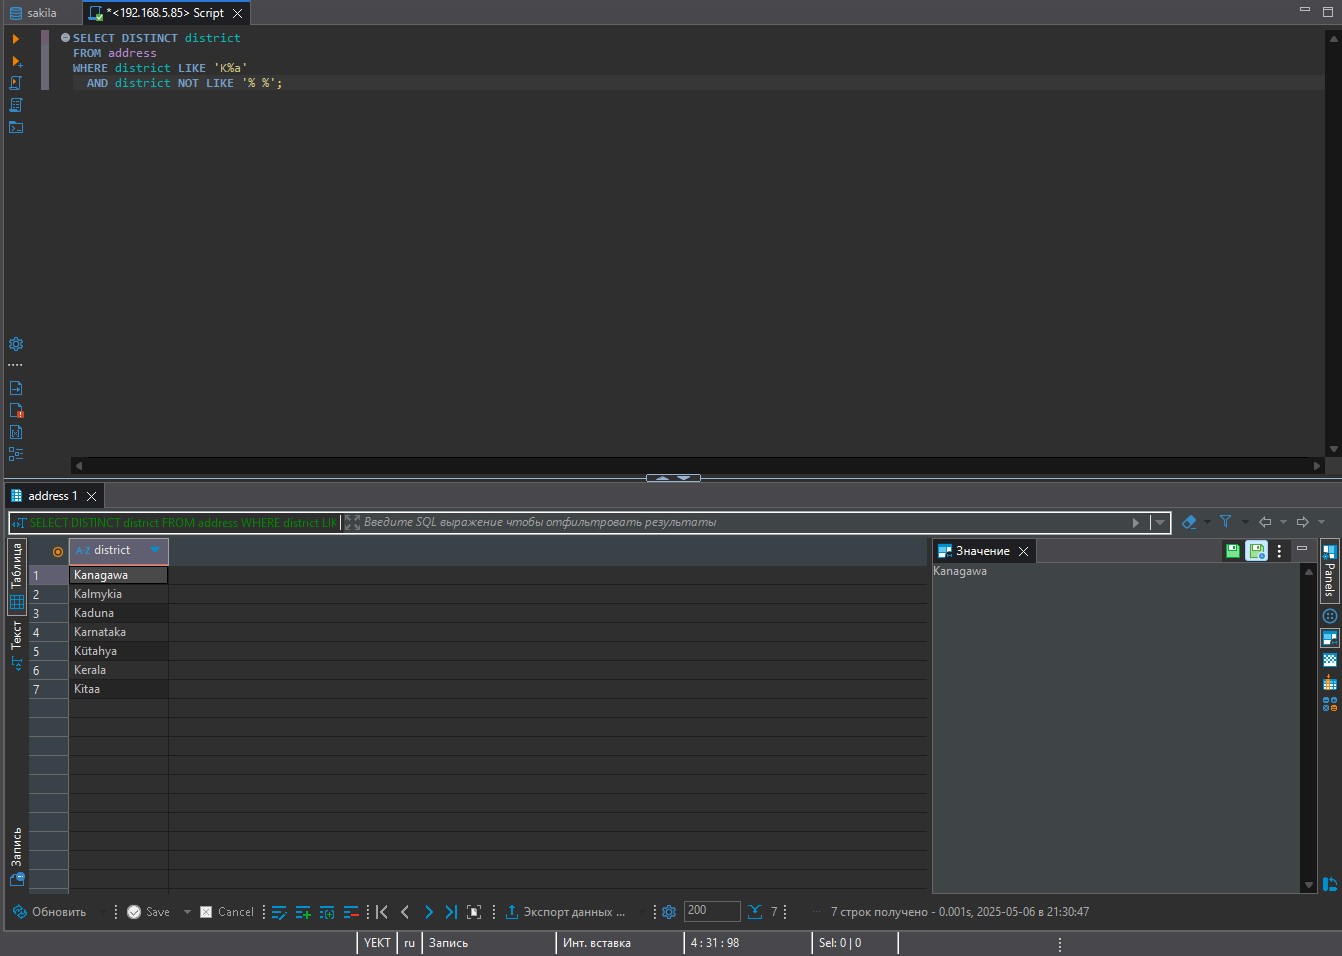 sakila
*<192.168.5.85> Script
SELECT DISTINCT district
FROM address
WHERE district LIKE 'K%a'
AND district NOT LIKE '% %';
address 1
SELECT DISTINCT district FROM address WHERE district LIK
Введите SQL выражение чтобы отфильтровать результаты
Таблица
Текст
Запись
A-Z district
1 Kanagawa
2 Kalmykia
3 Kaduna
4 Karnataka
5 Kütahya
6 Kerala
7 Kitaa
Значение
Kanagawa
Panels
Обновить
Save
Cancel
Экспорт данных ...
200
7
7 строк получено - 0.001s, 2025-05-06 в 21:30:47
YEKT
ru
Запись
Инт. вставка
4 : 31 : 98
Sel: 0 | 0